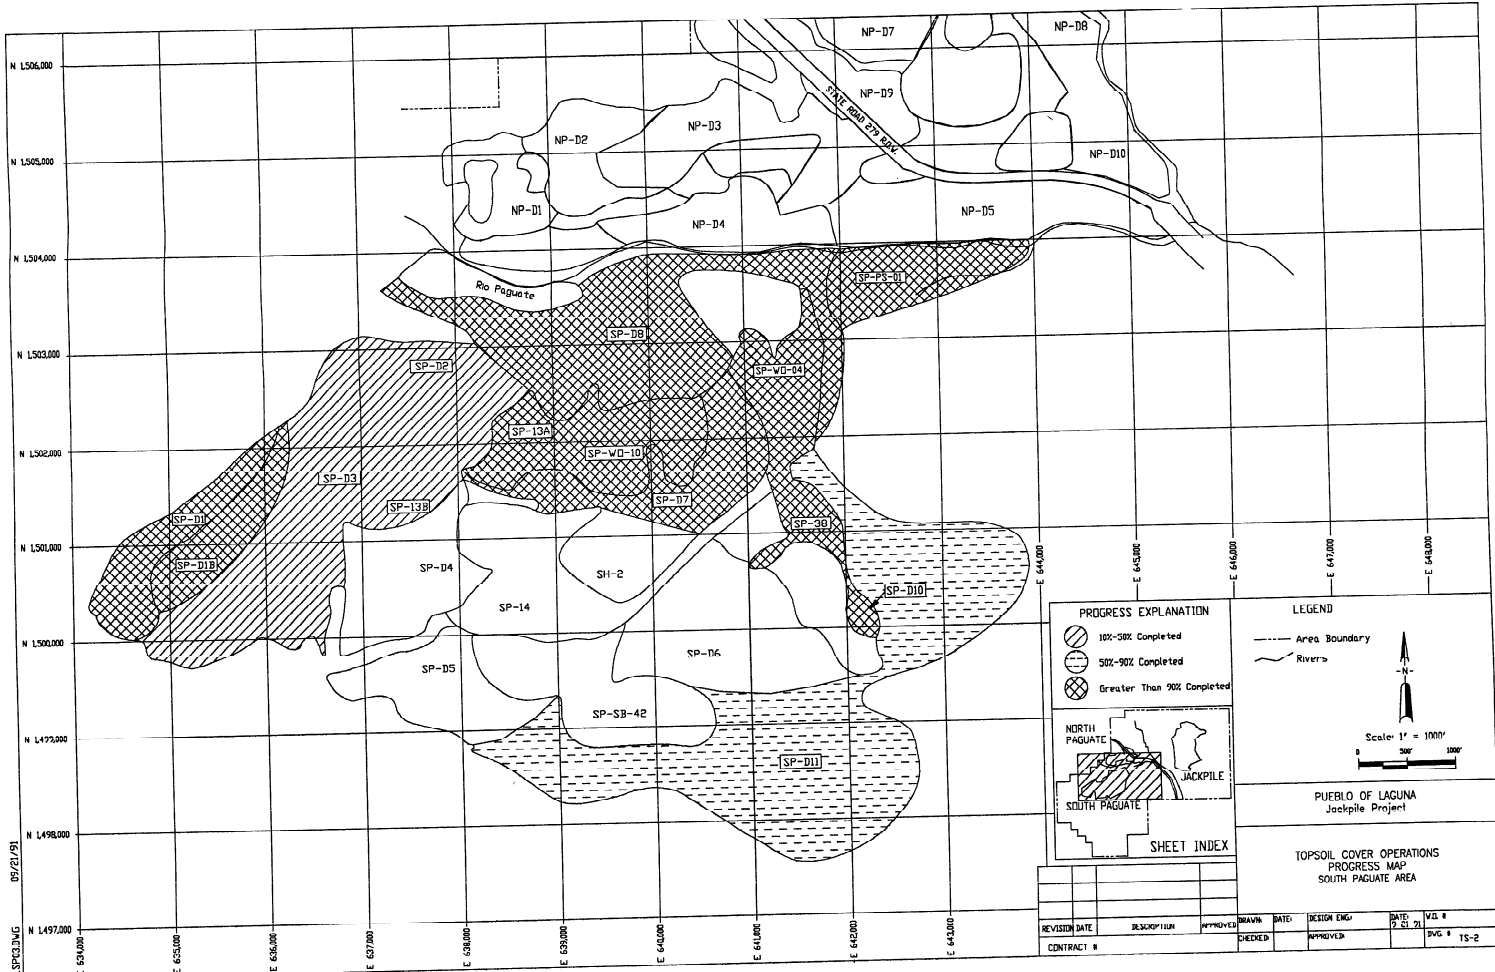 NP-D7
NP-D8
N 1,506,000
NP-D9
STATE ROAD 279 R.O.W.
NP-D2
NP-D3
N 1,505,000
NP-D10
NP-D1
NP-D4
NP-D5
N 1,504,000
Rio Paguate
SP-PS-01
SP-D8
N 1,503,000
SP-D2
SP-WO-04
SP-13A
N 1,502,000
SP-WO-10
SP-D3
SP-D7
SP-13B
SP-D1
SP-38
N 1,501,000
SP-D1B
SP-D4
SH-2
SP-D10
SP-14
N 1,500,000
SP-D5
SP-D6
SP-SB-42
SP-D11
N 1,498,000
N 1,497,000
E 634,000
E 635,000
E 636,000
E 637,000
E 638,000
E 639,000
E 640,000
E 641,000
E 642,000
E 643,000
E 644,000
E 645,000
E 646,000
E 647,000
E 648,000
09/21/91
SP03.DWG
PROGRESS EXPLANATION
10%-50% Completed
50%-90% Completed
Greater Than 90% Completed
LEGEND
Area Boundary
Rivers
-N-
Scale: 1" = 1000'
0 500' 1000'
NORTH
PAGUATE
JACKPILE
SOUTH PAGUATE
SHEET INDEX
PUEBLO OF LAGUNA
Jackpile Project
TOPSOIL COVER OPERATIONS
PROGRESS MAP
SOUTH PAGUATE AREA
REVISION DATE DESCRIPTION APPROVED
CONTRACT #
DRAWN: DATE: DESIGN ENG.: DATE: W.O. #
CHECKED: APPROVED: DWG. # TS-2